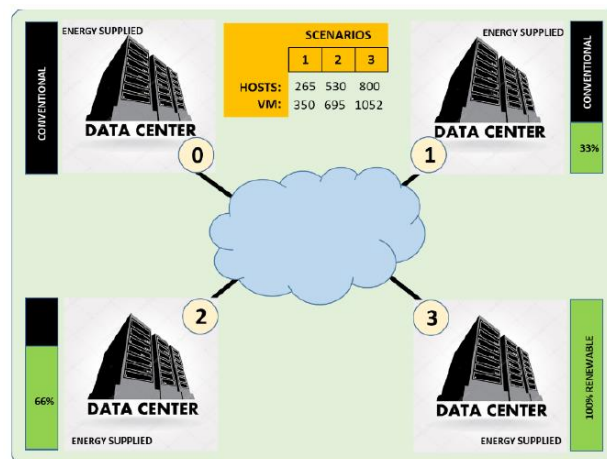 ENERGY SUPPLIED
SCENARIOS
1 2 3
HOSTS: 265 530 800
VM: 350 695 1052
ENERGY SUPPLIED
CONVENTIONAL
DATA CENTER
0
DATA CENTER
1
CONVENTIONAL
33%
66%
2
DATA CENTER
ENERGY SUPPLIED
3
DATA CENTER
ENERGY SUPPLIED
100% RENEWABLE